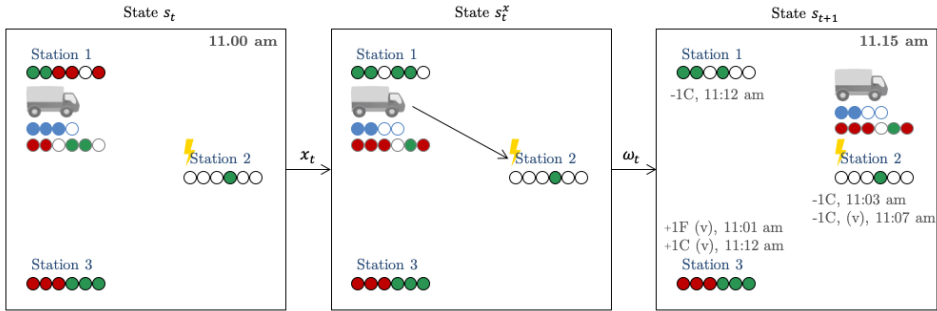 State s_t
State s_t^x
State s_{t+1}
11.00 am
Station 1
Station 2
Station 3
x_t
Station 1
Station 2
Station 3
ω_t
11.15 am
Station 1
-1C, 11:12 am
Station 2
-1C, 11:03 am
-1C, (v), 11:07 am
+1F (v), 11:01 am
+1C (v), 11:12 am
Station 3